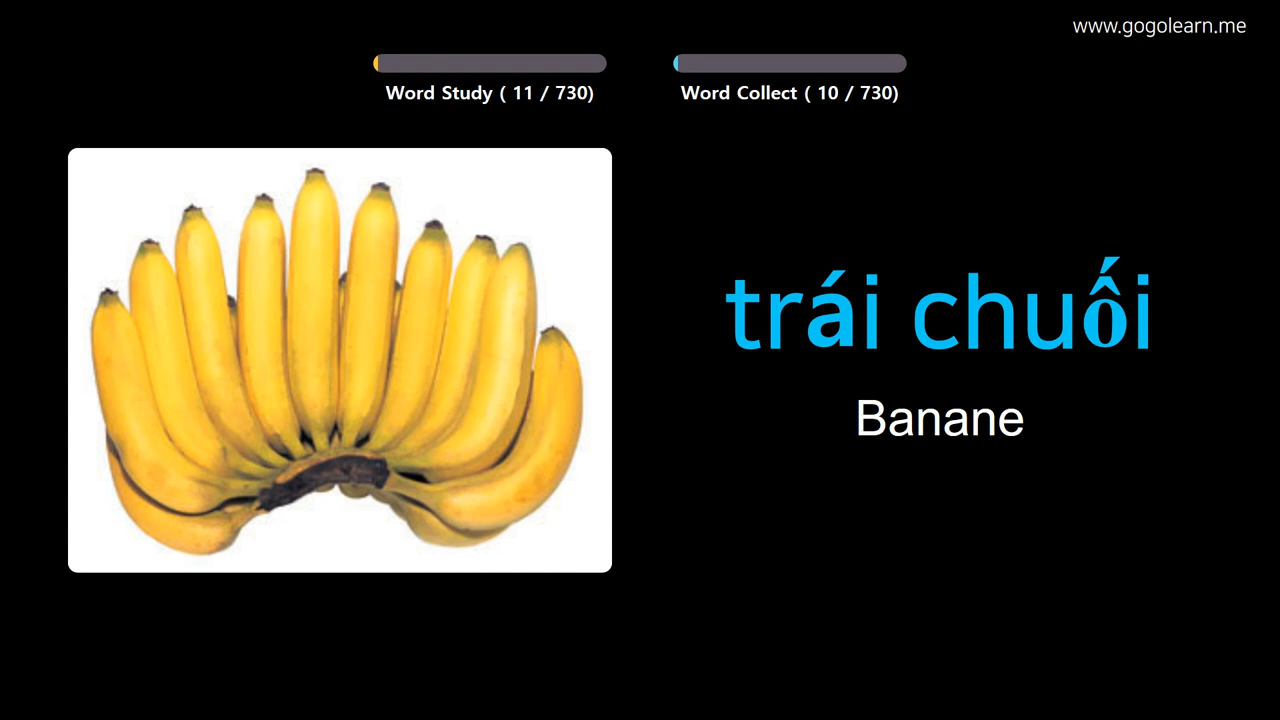 www.gogolearn.me
Word Study ( 11 / 730)
Word Collect ( 10 / 730)
trái chuối
Banane